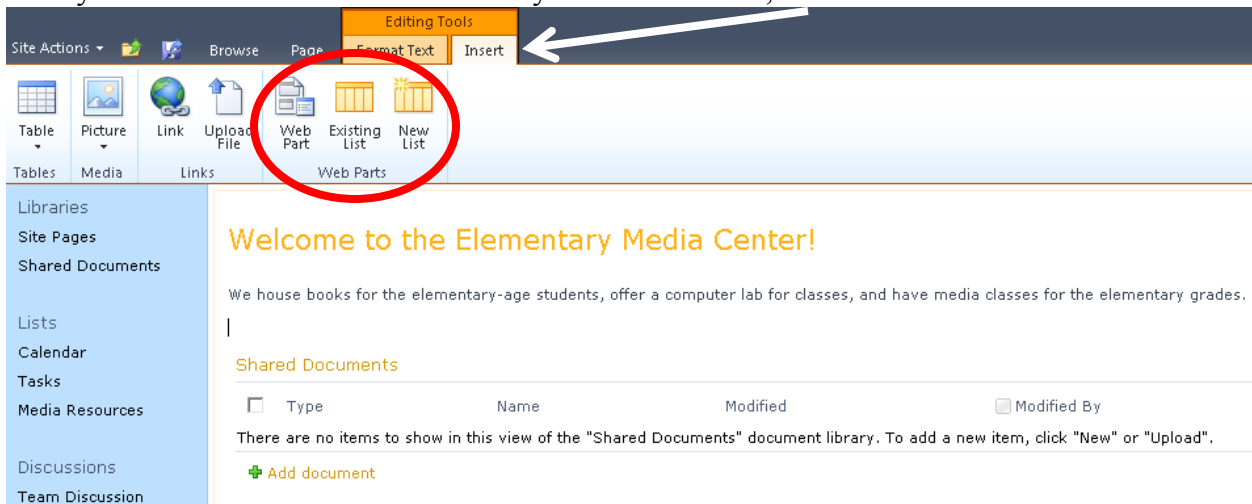 Editing Tools
Site Actions Browse Page Format Text Insert
Table Picture Link Upload File Web Part Existing List New List
Tables Media Links Web Parts
Libraries
Site Pages
Shared Documents
Lists
Calendar
Tasks
Media Resources
Discussions
Team Discussion
Welcome to the Elementary Media Center!
We house books for the elementary-age students, offer a computer lab for classes, and have media classes for the elementary grades.
Shared Documents
Type Name Modified Modified By
There are no items to show in this view of the "Shared Documents" document library. To add a new item, click "New" or "Upload".
Add document